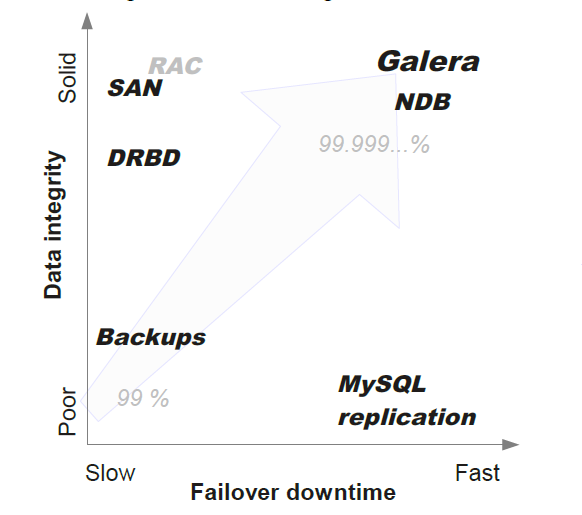 Solid
RAC
SAN
Galera
NDB
99.999...%
DRBD
Data integrity
Backups
99 %
MySQL
replication
Poor
Slow
Fast
Failover downtime